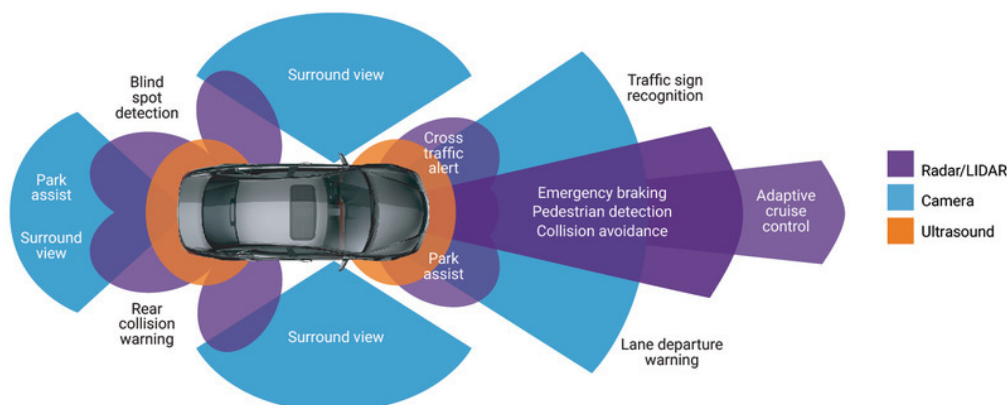 Surround view
Blind
spot
detection
Traffic sign
recognition
Cross
traffic
alert
Park
assist
Surround
view
Emergency braking
Pedestrian detection
Collision avoidance
Adaptive
cruise
control
Radar/LIDAR
Camera
Ultrasound
Park
assist
Rear
collision
warning
Surround view
Lane departure
warning